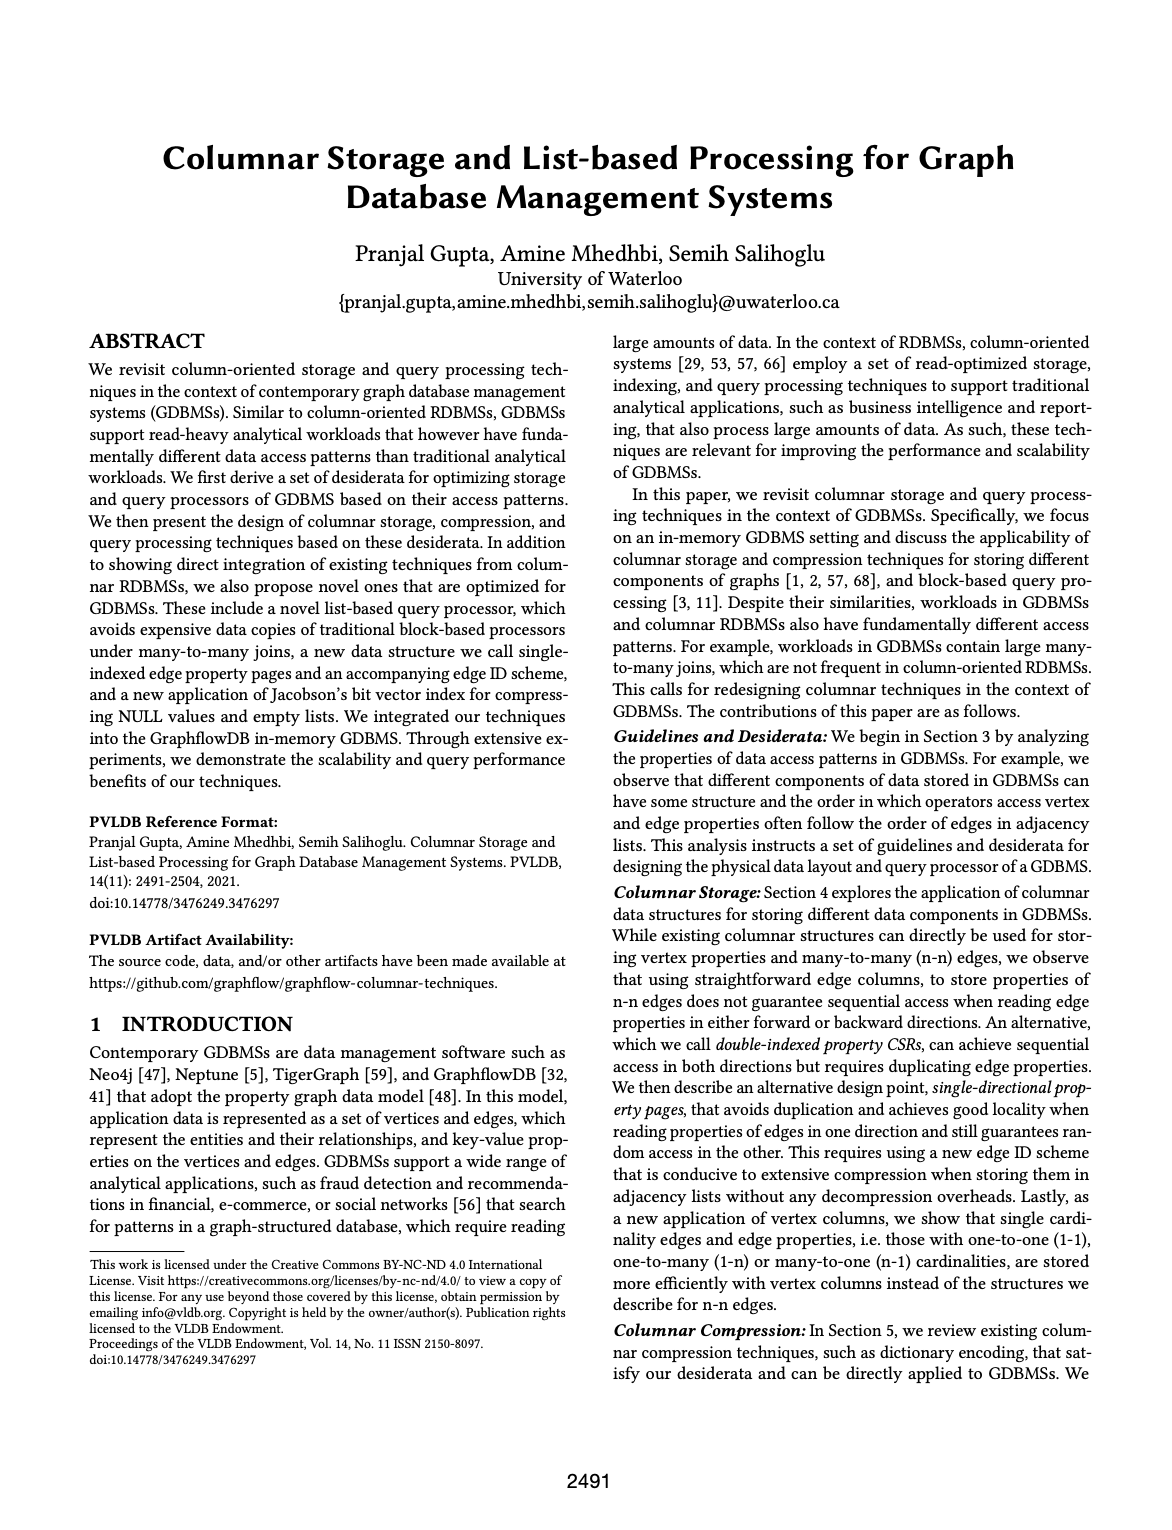 Columnar Storage and List-based Processing for Graph
Database Management Systems
Pranjal Gupta, Amine Mhedhbi, Semih Salihoglu
University of Waterloo
{pranjal.gupta,amine.mhedhbi,semih.salihoglu}@uwaterloo.ca
ABSTRACT
We revisit column-oriented storage and query processing tech-
niques in the context of contemporary graph database management
systems (GDBMSs). Similar to column-oriented RDBMSs, GDBMSs
support read-heavy analytical workloads that however have funda-
mentally different data access patterns than traditional analytical
workloads. We first derive a set of desiderata for optimizing storage
and query processors of GDBMS based on their access patterns.
We then present the design of columnar storage, compression, and
query processing techniques based on these desiderata. In addition
to showing direct integration of existing techniques from colum-
nar RDBMSs, we also propose novel ones that are optimized for
GDBMSs. These include a novel list-based query processor, which
avoids expensive data copies of traditional block-based processors
under many-to-many joins, a new data structure we call single-
indexed edge property pages and an accompanying edge ID scheme,
and a new application of Jacobson's bit vector index for compress-
ing NULL values and empty lists. We integrated our techniques
into the GraphflowDB in-memory GDBMS. Through extensive ex-
periments, we demonstrate the scalability and query performance
benefits of our techniques.
PVLDB Reference Format:
Pranjal Gupta, Amine Mhedhbi, Semih Salihoglu. Columnar Storage and
List-based Processing for Graph Database Management Systems. PVLDB,
14(11): 2491-2504, 2021.
doi:10.14778/3476249.3476297
PVLDB Artifact Availability:
The source code, data, and/or other artifacts have been made available at
https://github.com/graphflow/graphflow-columnar-techniques.
1 INTRODUCTION
Contemporary GDBMSs are data management software such as
Neo4j [47], Neptune [5], TigerGraph [59], and GraphflowDB [32,
41] that adopt the property graph data model [48]. In this model,
application data is represented as a set of vertices and edges, which
represent the entities and their relationships, and key-value prop-
erties on the vertices and edges. GDBMSs support a wide range of
analytical applications, such as fraud detection and recommenda-
tions in financial, e-commerce, or social networks [56] that search
for patterns in a graph-structured database, which require reading
This work is licensed under the Creative Commons BY-NC-ND 4.0 International
License. Visit https://creativecommons.org/licenses/by-nc-nd/4.0/ to view a copy of
this license. For any use beyond those covered by this license, obtain permission by
emailing info@vldb.org. Copyright is held by the owner/author(s). Publication rights
licensed to the VLDB Endowment.
Proceedings of the VLDB Endowment, Vol. 14, No. 11 ISSN 2150-8097.
doi:10.14778/3476249.3476297
large amounts of data. In the context of RDBMSs, column-oriented
systems [29, 53, 57, 66] employ a set of read-optimized storage,
indexing, and query processing techniques to support traditional
analytical applications, such as business intelligence and report-
ing, that also process large amounts of data. As such, these tech-
niques are relevant for improving the performance and scalability
of GDBMSs.
In this paper, we revisit columnar storage and query process-
ing techniques in the context of GDBMSs. Specifically, we focus
on an in-memory GDBMS setting and discuss the applicability of
columnar storage and compression techniques for storing different
components of graphs [1, 2, 57, 68], and block-based query pro-
cessing [3, 11]. Despite their similarities, workloads in GDBMSs
and columnar RDBMSs also have fundamentally different access
patterns. For example, workloads in GDBMSs contain large many-
to-many joins, which are not frequent in column-oriented RDBMSs.
This calls for redesigning columnar techniques in the context of
GDBMSs. The contributions of this paper are as follows.
Guidelines and Desiderata: We begin in Section 3 by analyzing
the properties of data access patterns in GDBMSs. For example, we
observe that different components of data stored in GDBMSs can
have some structure and the order in which operators access vertex
and edge properties often follow the order of edges in adjacency
lists. This analysis instructs a set of guidelines and desiderata for
designing the physical data layout and query processor of a GDBMS.
Columnar Storage: Section 4 explores the application of columnar
data structures for storing different data components in GDBMSs.
While existing columnar structures can directly be used for stor-
ing vertex properties and many-to-many (n-n) edges, we observe
that using straightforward edge columns, to store properties of
n-n edges does not guarantee sequential access when reading edge
properties in either forward or backward directions. An alternative,
which we call double-indexed property CSRs, can achieve sequential
access in both directions but requires duplicating edge properties.
We then describe an alternative design point, single-directional prop-
erty pages, that avoids duplication and achieves good locality when
reading properties of edges in one direction and still guarantees ran-
dom access in the other. This requires using a new edge ID scheme
that is conducive to extensive compression when storing them in
adjacency lists without any decompression overheads. Lastly, as
a new application of vertex columns, we show that single cardi-
nality edges and edge properties, i.e. those with one-to-one (1-1),
one-to-many (1-n) or many-to-one (n-1) cardinalities, are stored
more efficiently with vertex columns instead of the structures we
describe for n-n edges.
Columnar Compression: In Section 5, we review existing colum-
nar compression techniques, such as dictionary encoding, that sat-
isfy our desiderata and can be directly applied to GDBMSs. We
2491